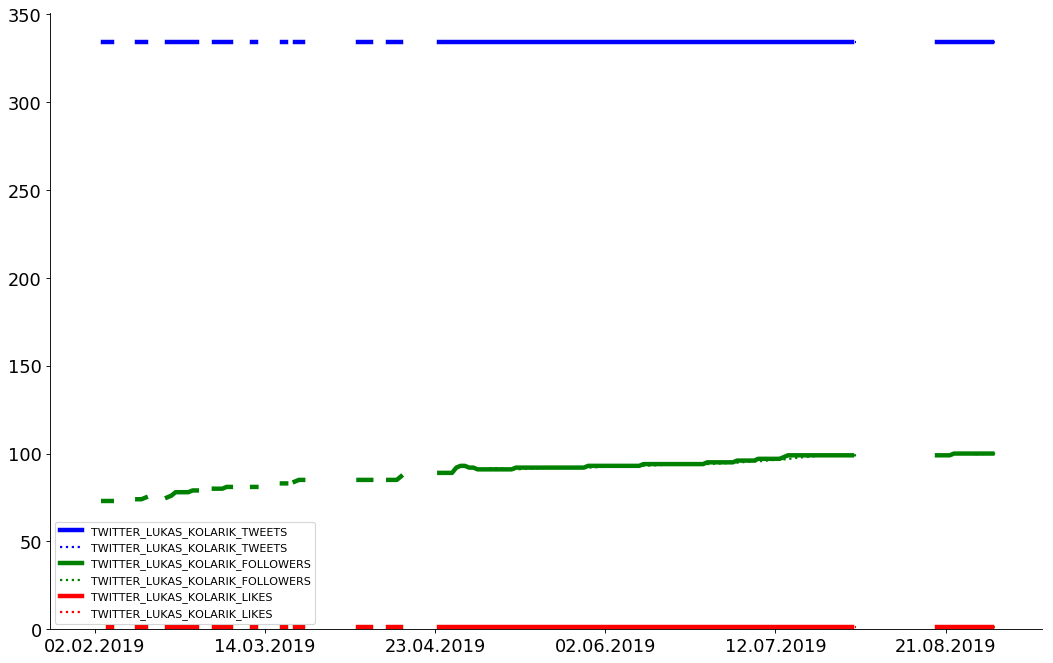 350
300
250
200
150
100
50
0
TWITTER_LUKAS_KOLARIK_TWEETS
TWITTER_LUKAS_KOLARIK_TWEETS
TWITTER_LUKAS_KOLARIK_FOLLOWERS
TWITTER_LUKAS_KOLARIK_FOLLOWERS
TWITTER_LUKAS_KOLARIK_LIKES
TWITTER_LUKAS_KOLARIK_LIKES
02.02.2019 14.03.2019 23.04.2019 02.06.2019 12.07.2019 21.08.2019